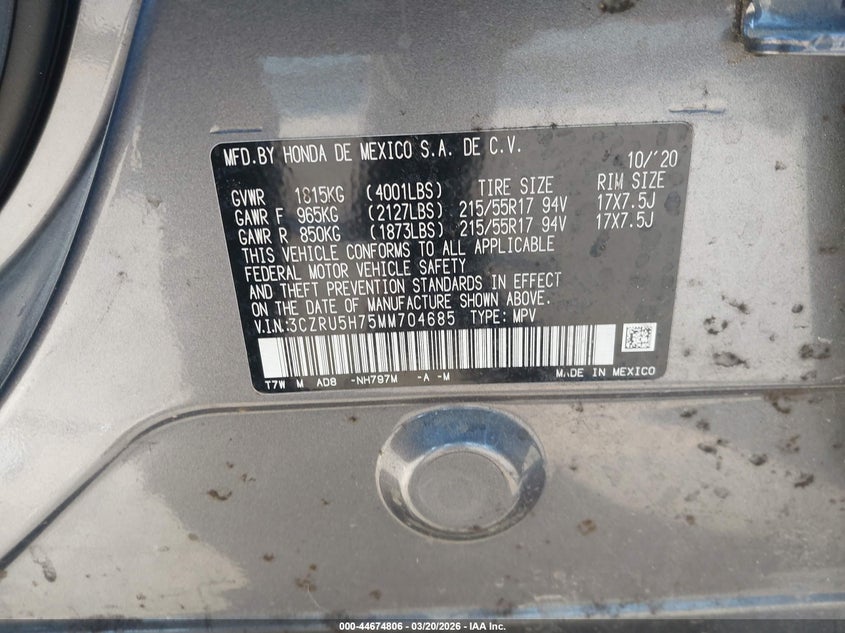 MFD.BY HONDA DE MEXICO S.A. DE C.V. 10/'20
GVWR 1815KG (4001LBS) TIRE SIZE RIM SIZE
GAWR F 965KG (2127LBS) 215/55R17 94V 17X7.5J
GAWR R 850KG (1873LBS) 215/55R17 94V 17X7.5J
THIS VEHICLE CONFORMS TO ALL APPLICABLE
FEDERAL MOTOR VEHICLE SAFETY
AND THEFT PREVENTION STANDARDS IN EFFECT
ON THE DATE OF MANUFACTURE SHOWN ABOVE.
V.I.N:3CZRU5H75MM704685 TYPE: MPV
T7W M AD8 -NH797M -A -M MADE IN MEXICO
000-44674806 - 03/20/2026 - IAA Inc.